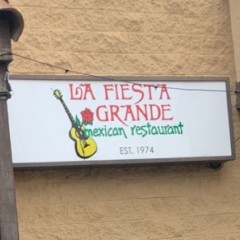 LA FIESTA
GRANDE
mexican restaurant
EST. 1974